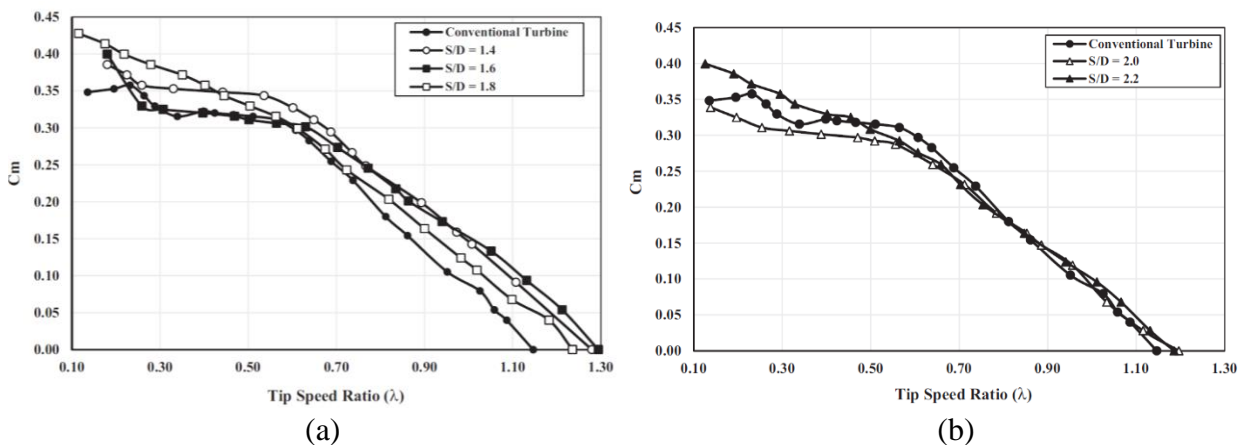 0.45
0.40
0.35
0.30
0.25
0.20
0.15
0.10
0.05
0.00
Cm
0.10 0.30 0.50 0.70 0.90 1.10 1.30
Tip Speed Ratio (λ)
Conventional Turbine
S/D = 1.4
S/D = 1.6
S/D = 1.8
(a)
0.45
0.40
0.35
0.30
0.25
0.20
0.15
0.10
0.05
0.00
Cm
0.10 0.30 0.50 0.70 0.90 1.10 1.30
Tip Speed Ratio (λ)
Conventional Turbine
S/D = 2.0
S/D = 2.2
(b)